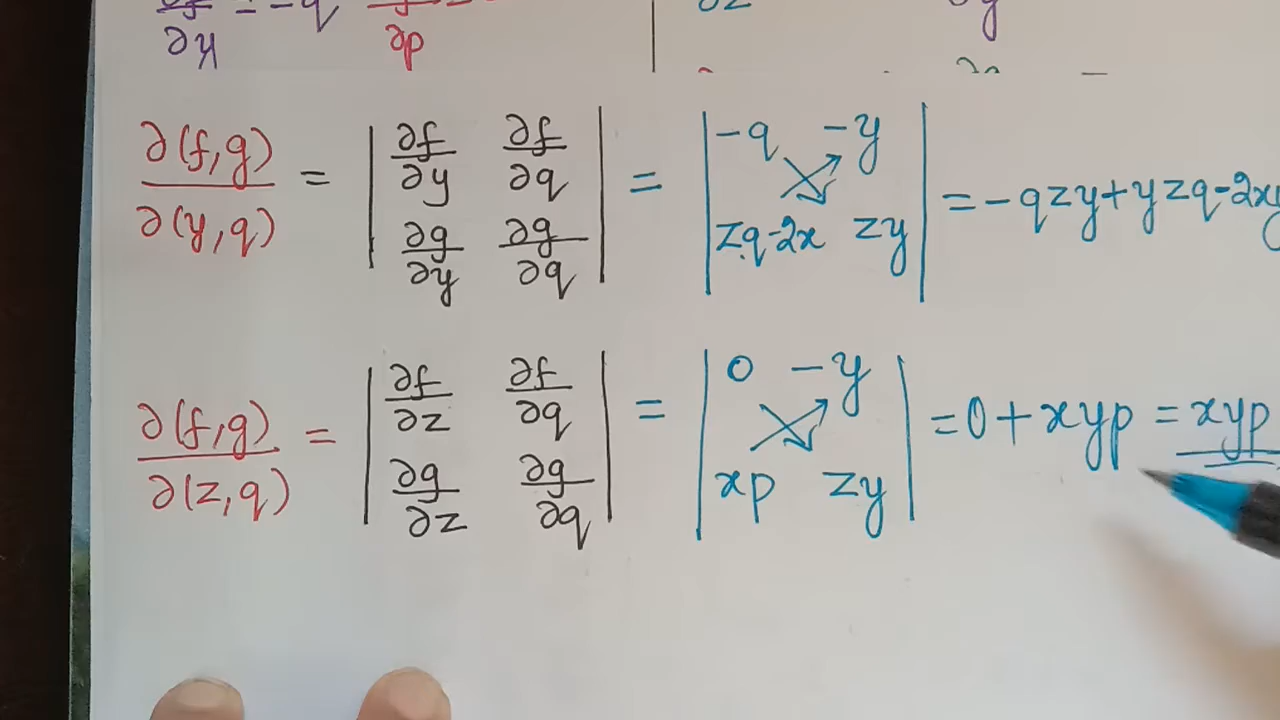 ∂(f,g)/∂(y,q) = |∂f/∂y ∂f/∂q| = |-q -y| = -qzy+yzq-2xy
|∂g/∂y ∂g/∂q| |zq-2x zy|
∂(f,g)/∂(z,q) = |∂f/∂z ∂f/∂q| = |0 -y| = 0+xyp = xyp
|∂g/∂z ∂g/∂q| |xp zy|